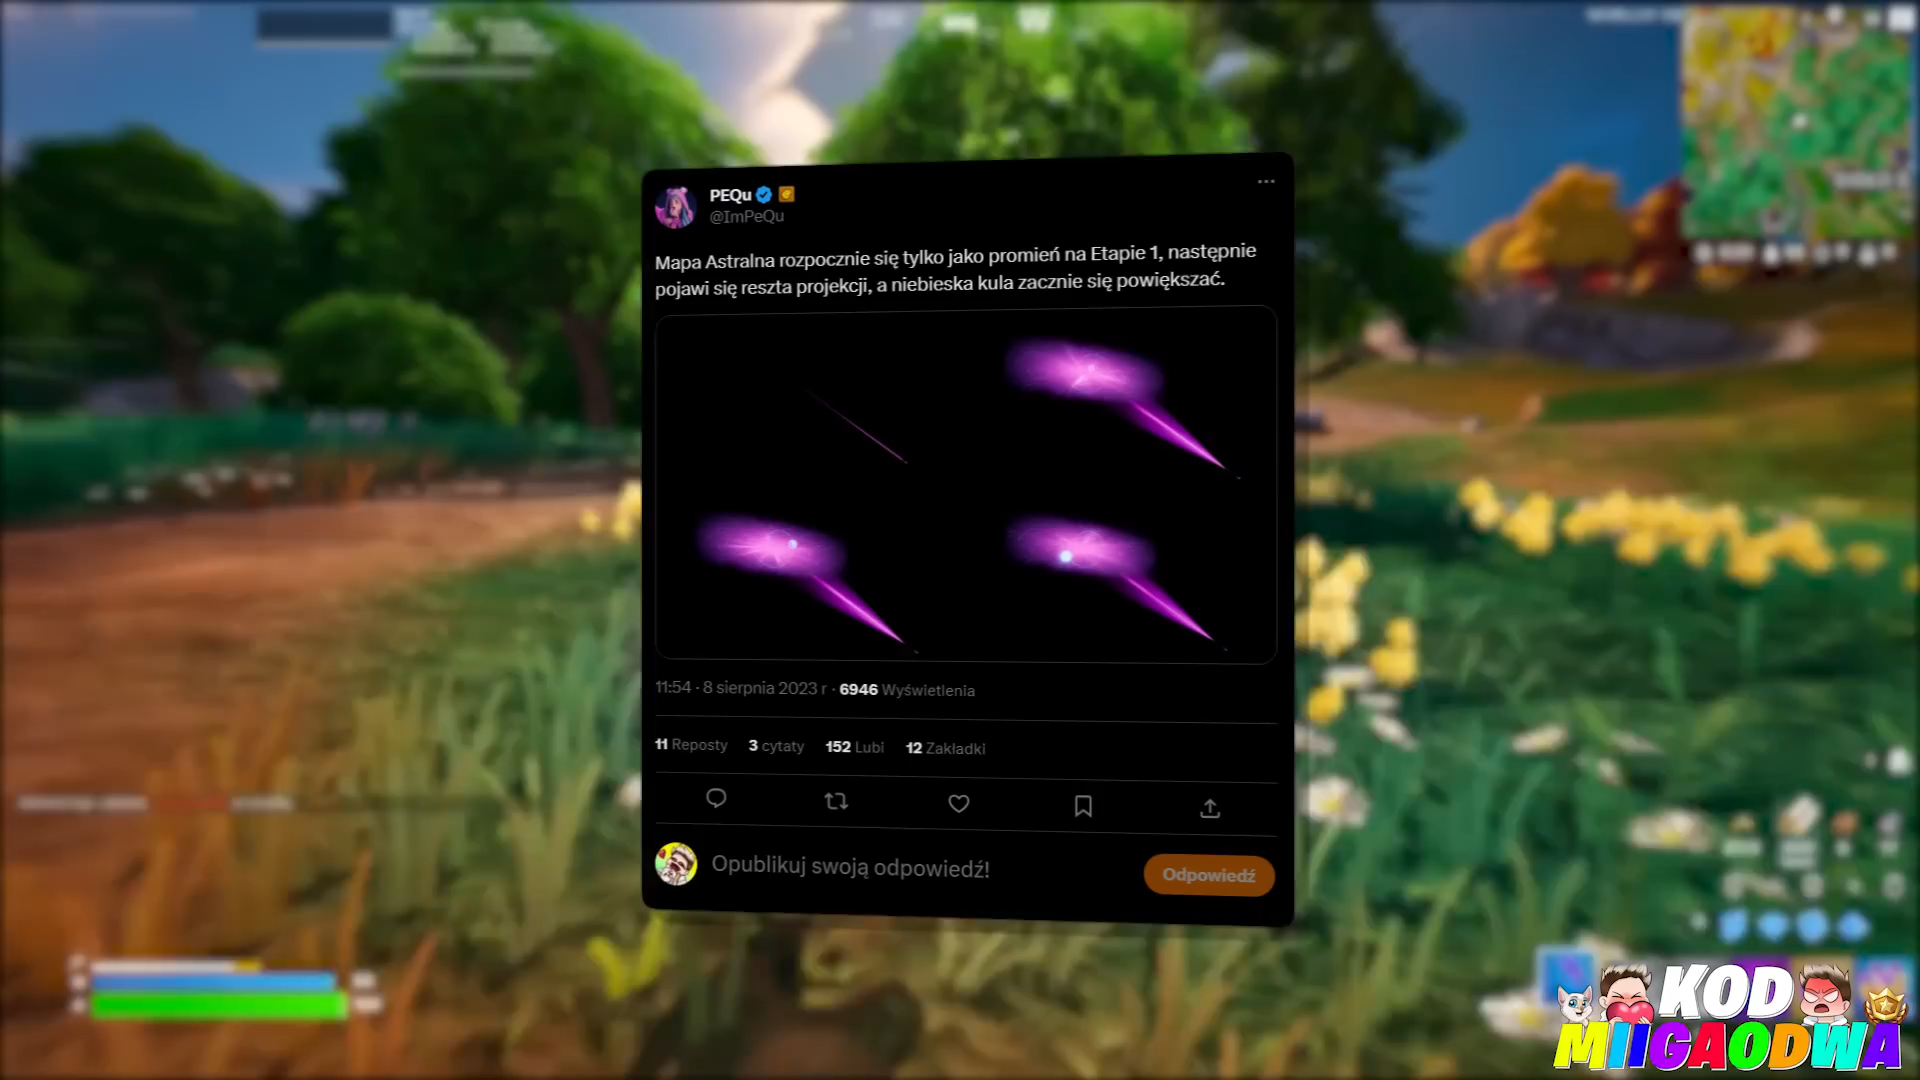 PEQu
@ImPeQu
Mapa Astralna rozpocznie się tylko jako promień na Etapie 1, następnie
pojawi się reszta projekcji, a niebieska kula zacznie się powiększać.
11:54 · 8 sierpnia 2023 r · 6946 Wyświetlenia
11 Reposty 3 cytaty 152 Lubi 12 Zakładki
Opublikuj swoją odpowiedź!
Odpowiedź
KOD
MIIGAODWA